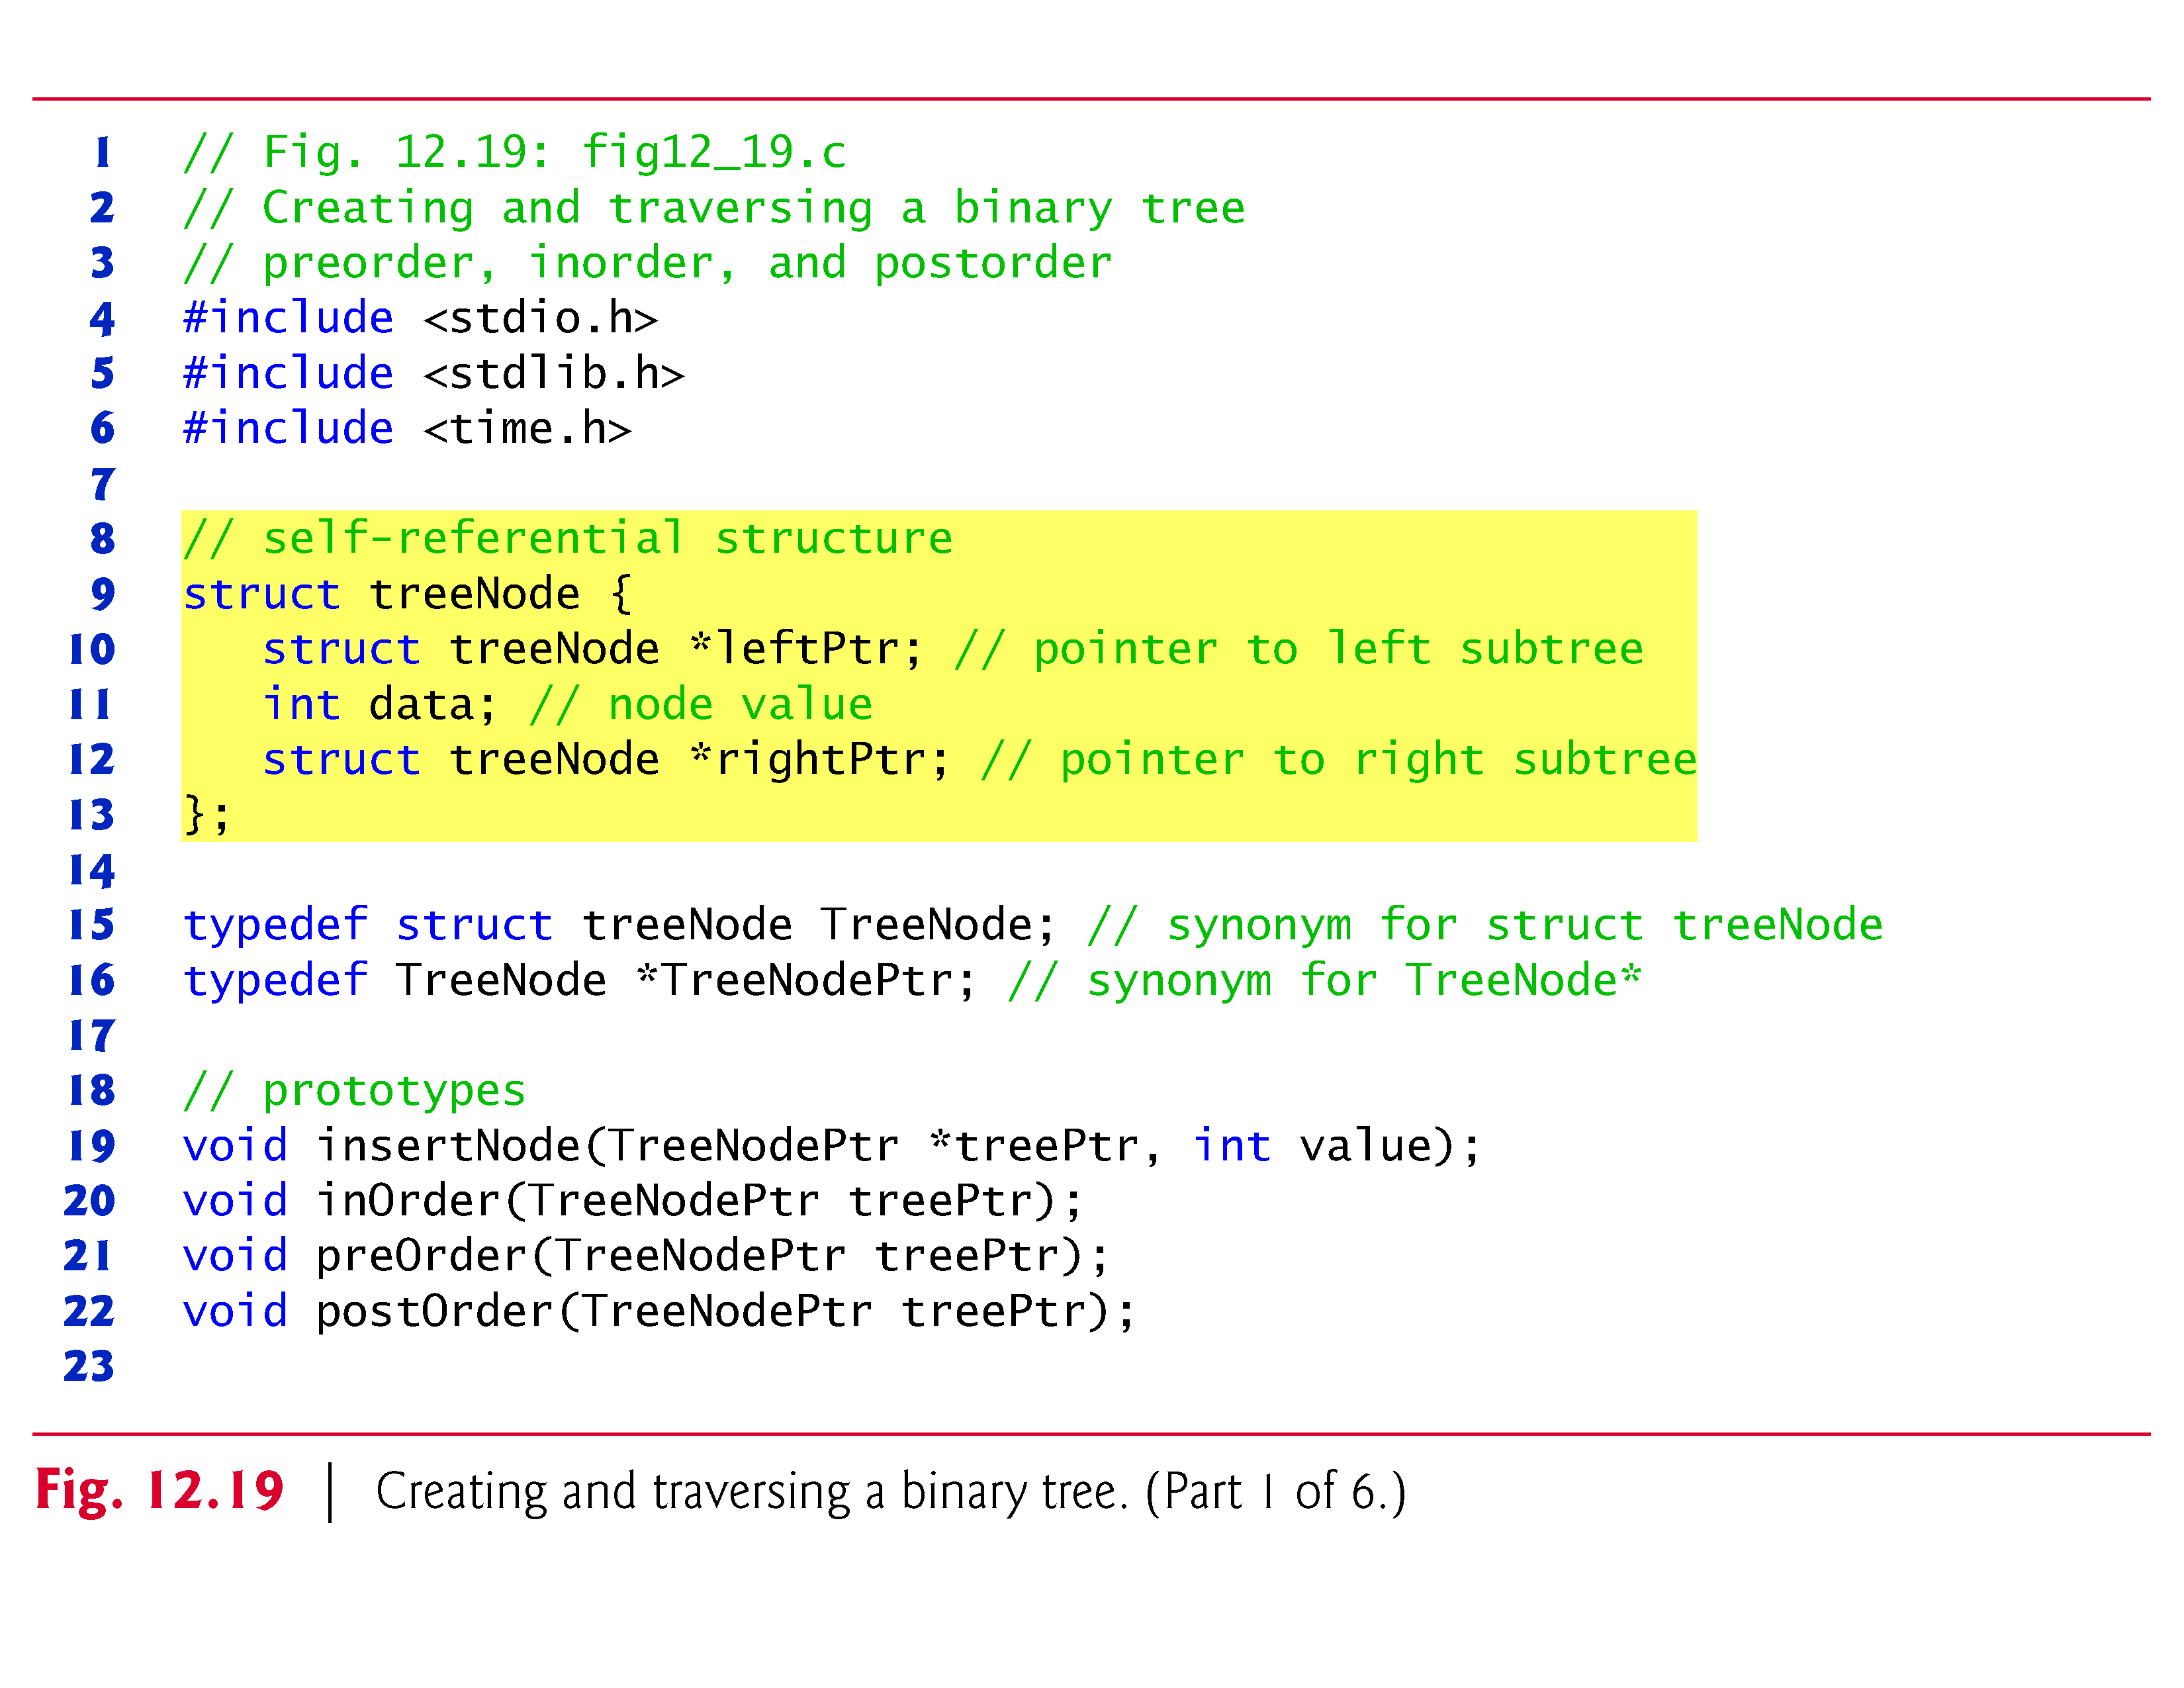 1 // Fig. 12.19: fig12_19.c
2 // Creating and traversing a binary tree
3 // preorder, inorder, and postorder
4 #include <stdio.h>
5 #include <stdlib.h>
6 #include <time.h>
7
8 // self-referential structure
9 struct treeNode {
10    struct treeNode *leftPtr; // pointer to left subtree
11    int data; // node value
12    struct treeNode *rightPtr; // pointer to right subtree
13 };
14
15 typedef struct treeNode TreeNode; // synonym for struct treeNode
16 typedef TreeNode *TreeNodePtr; // synonym for TreeNode*
17
18 // prototypes
19 void insertNode(TreeNodePtr *treePtr, int value);
20 void inOrder(TreeNodePtr treePtr);
21 void preOrder(TreeNodePtr treePtr);
22 void postOrder(TreeNodePtr treePtr);
23
Fig. 12.19 | Creating and traversing a binary tree. (Part 1 of 6.)